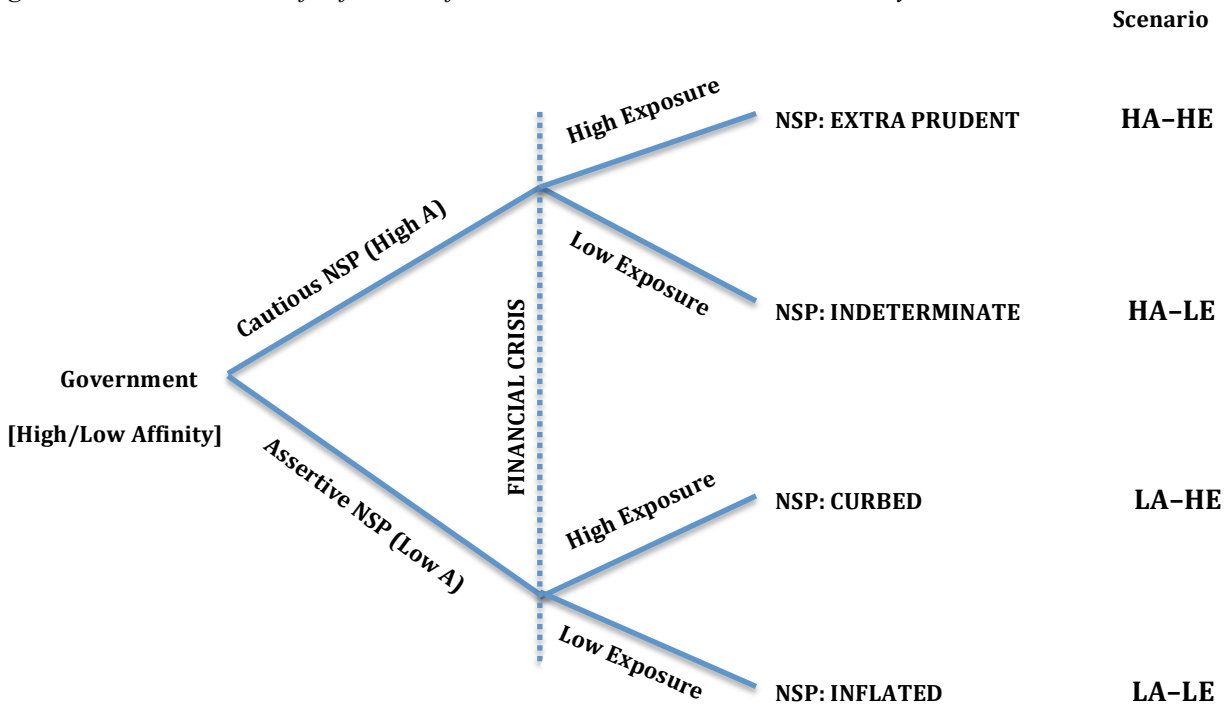 Scenario
High Exposure
NSP: EXTRA PRUDENT
HA–HE
Cautious NSP (High A)
Low Exposure
NSP: INDETERMINATE
HA–LE
FINANCIAL CRISIS
Government
[High/Low Affinity]
Assertive NSP (Low A)
High Exposure
NSP: CURBED
LA–HE
Low Exposure
NSP: INFLATED
LA–LE